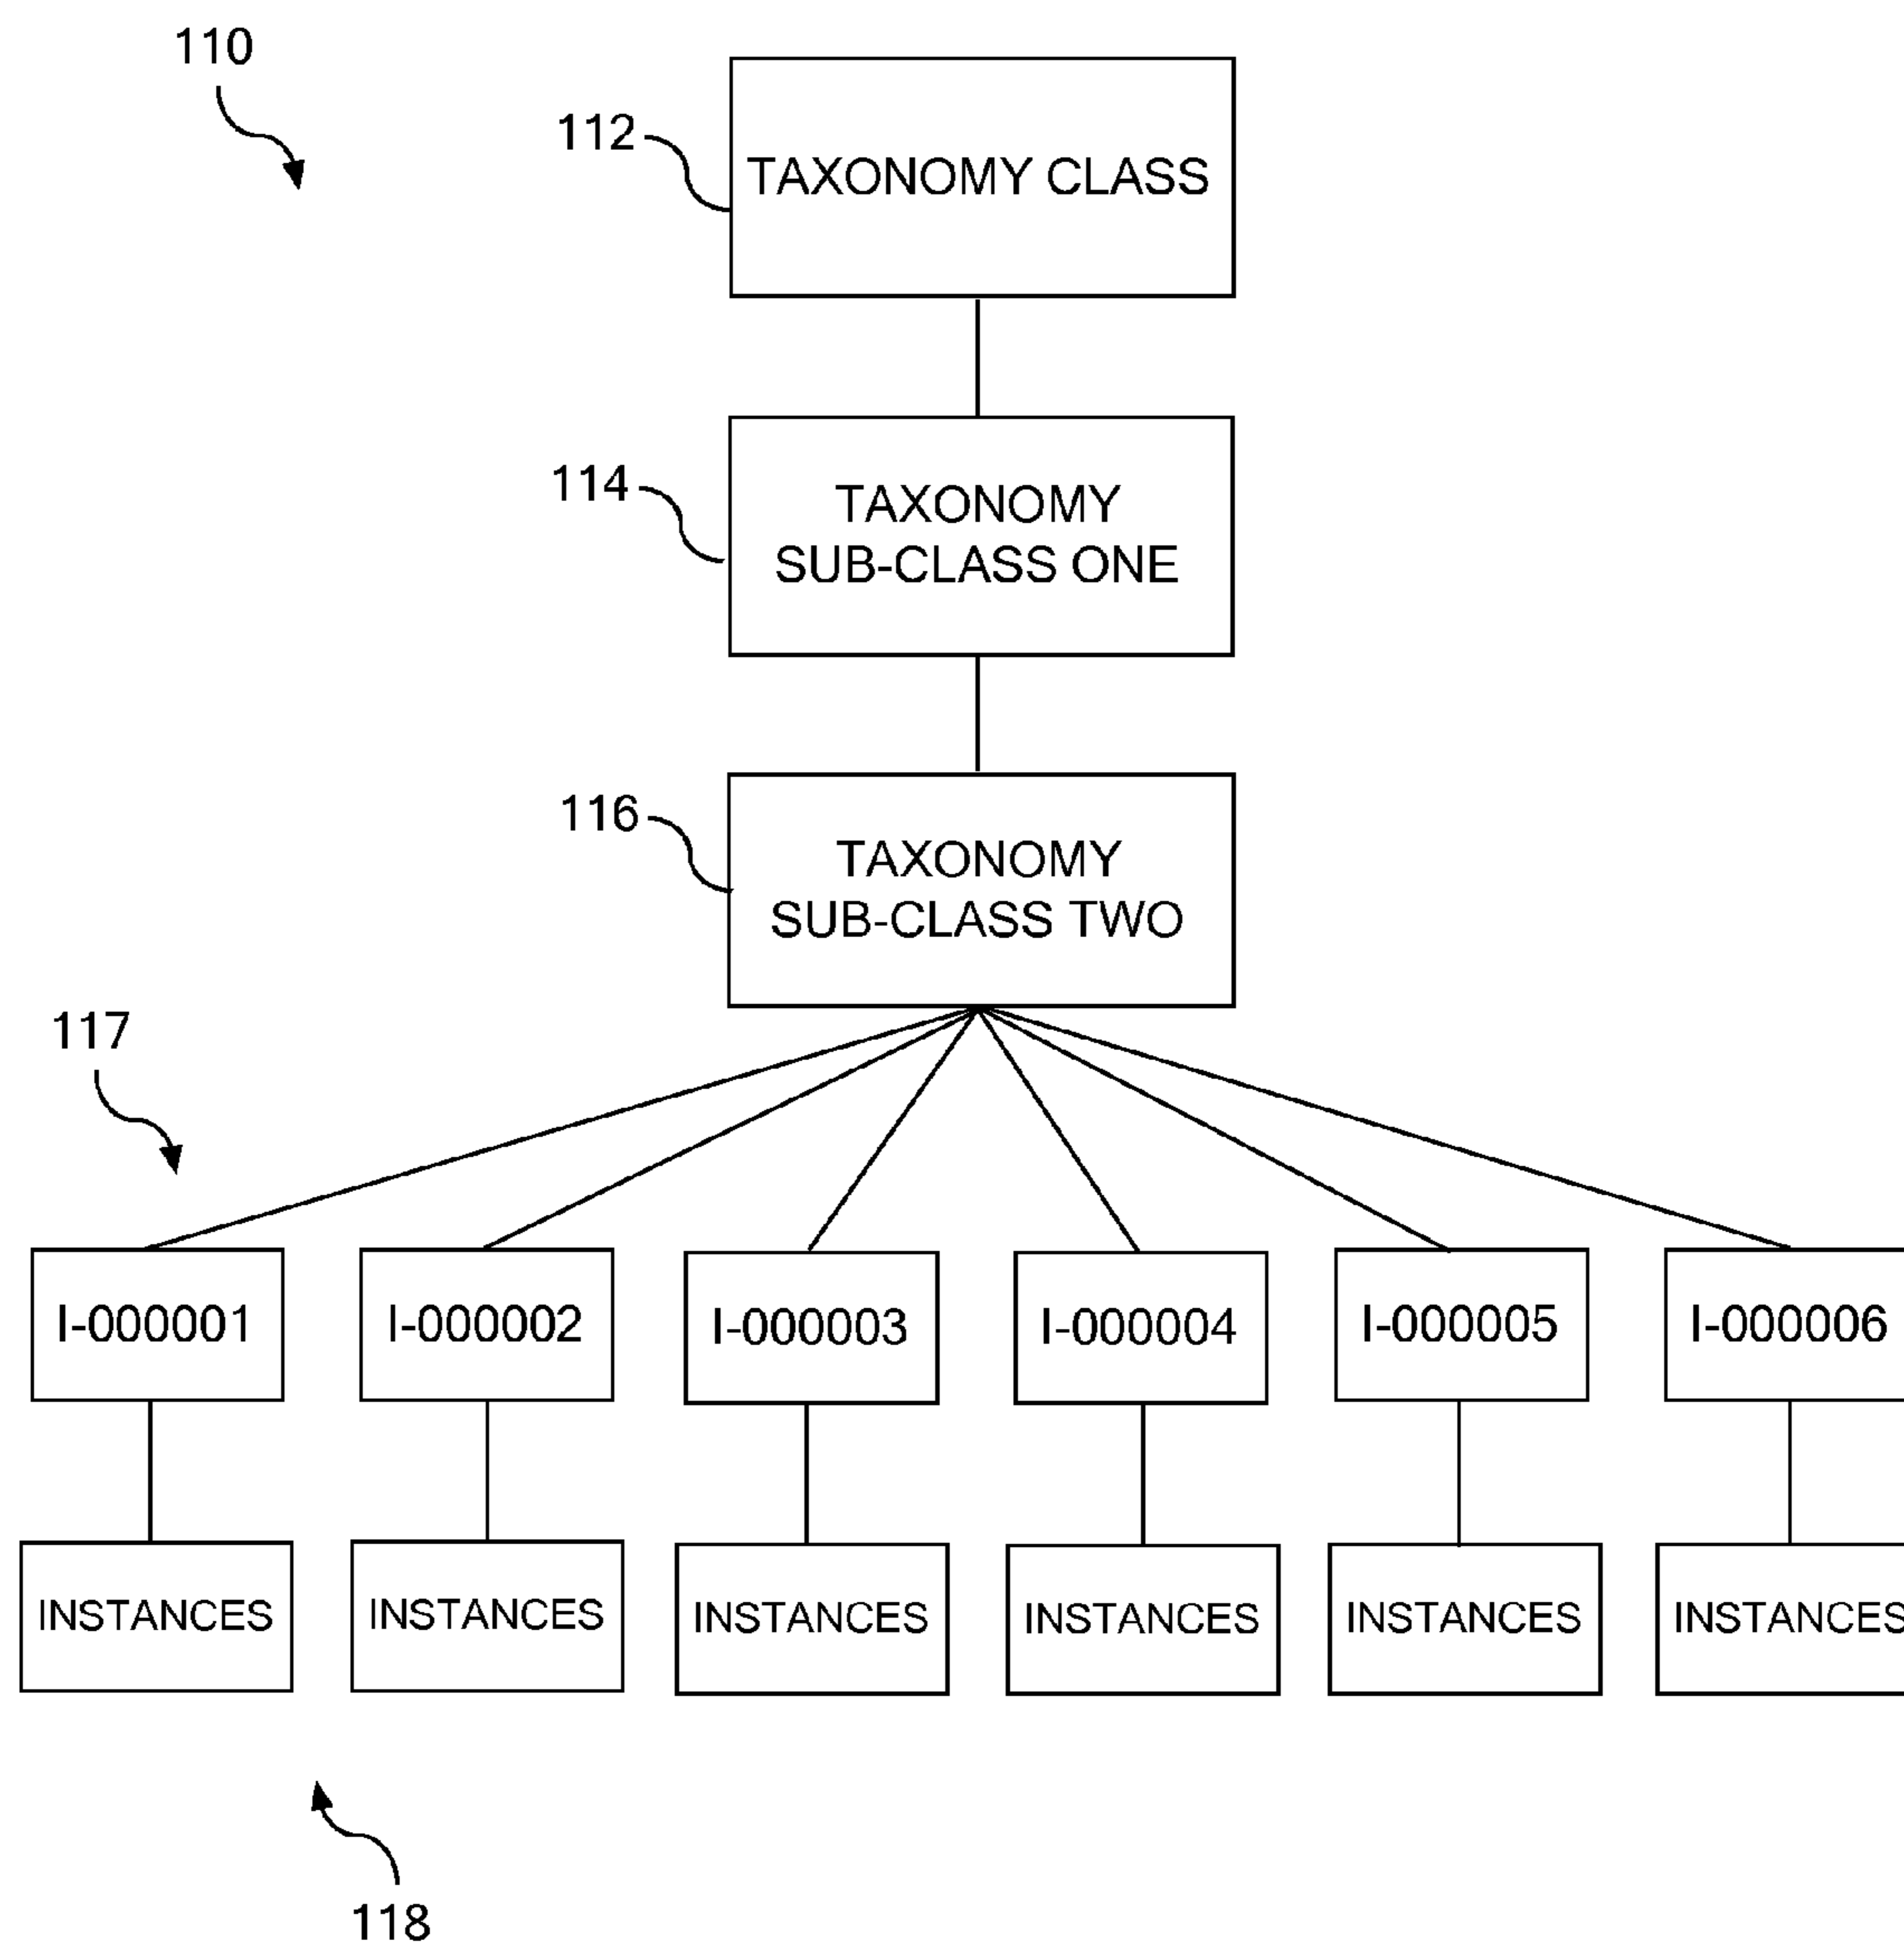 110
112
TAXONOMY CLASS
114
TAXONOMY
SUB-CLASS ONE
116
TAXONOMY
SUB-CLASS TWO
117
I-000001
I-000002
I-000003
I-000004
I-000005
I-000006
INSTANCES
INSTANCES
INSTANCES
INSTANCES
INSTANCES
INSTANCES
118